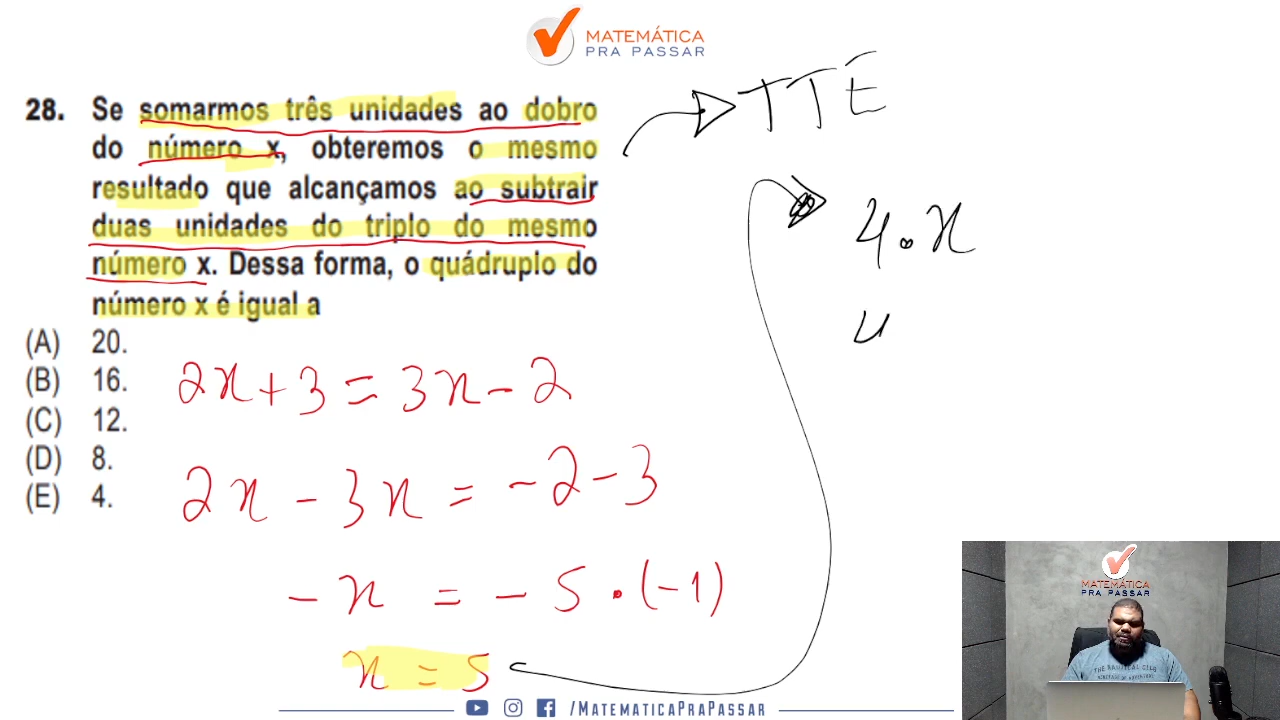 MATEMÁTICA
PRA PASSAR
28. Se somarmos três unidades ao dobro
do número x, obteremos o mesmo
resultado que alcançamos ao subtrair
duas unidades do triplo do mesmo
número x. Dessa forma, o quádruplo do
número x é igual a
(A) 20.
(B) 16.
(C) 12.
(D) 8.
(E) 4.
2x+3=3x-2
2x-3x=-2-3
-x=-5.(-1)
x=5
TTÉ
4.x
4
MATEMÁTICA
PRA PASSAR
/MATEMATICAPRAPASSAR